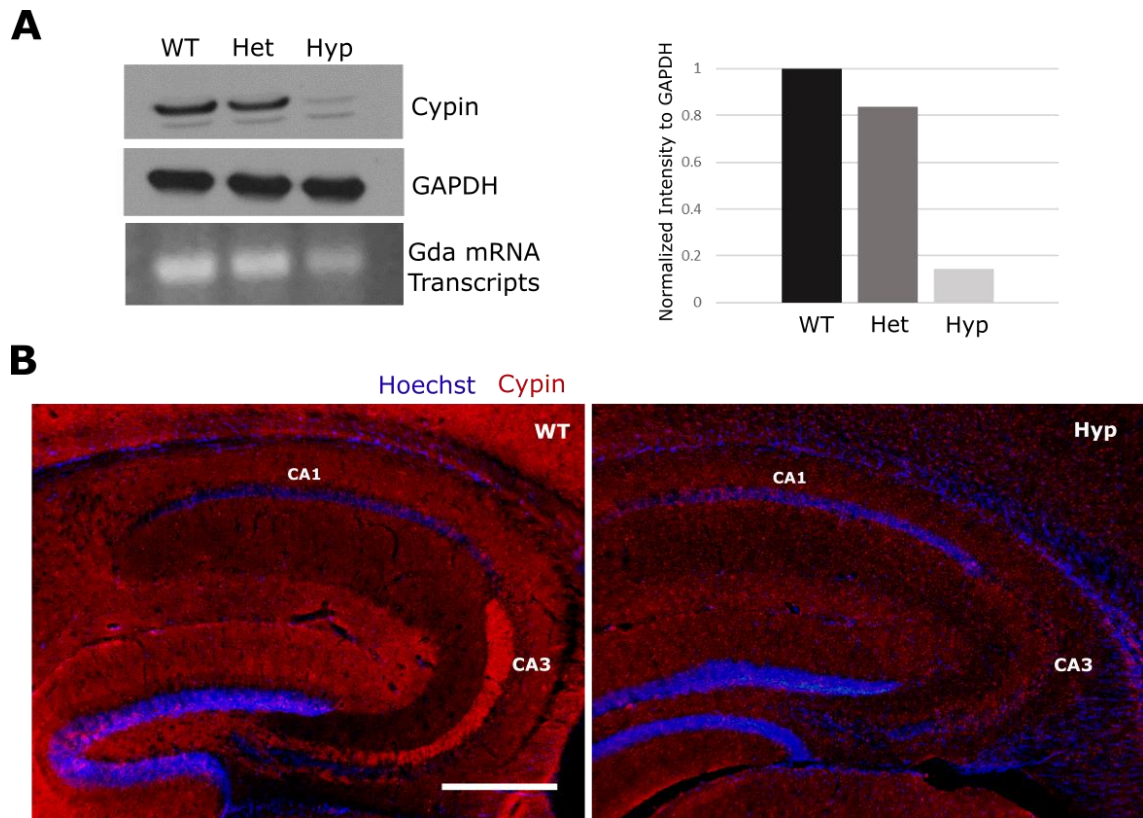 A
WT Het Hyp
Cypin
GAPDH
Gda mRNA
Transcripts
Normalized Intensity to GAPDH
1
0.8
0.6
0.4
0.2
0
WT Het Hyp
B
Hoechst Cypin
WT
CA1
CA3
Hyp
CA1
CA3